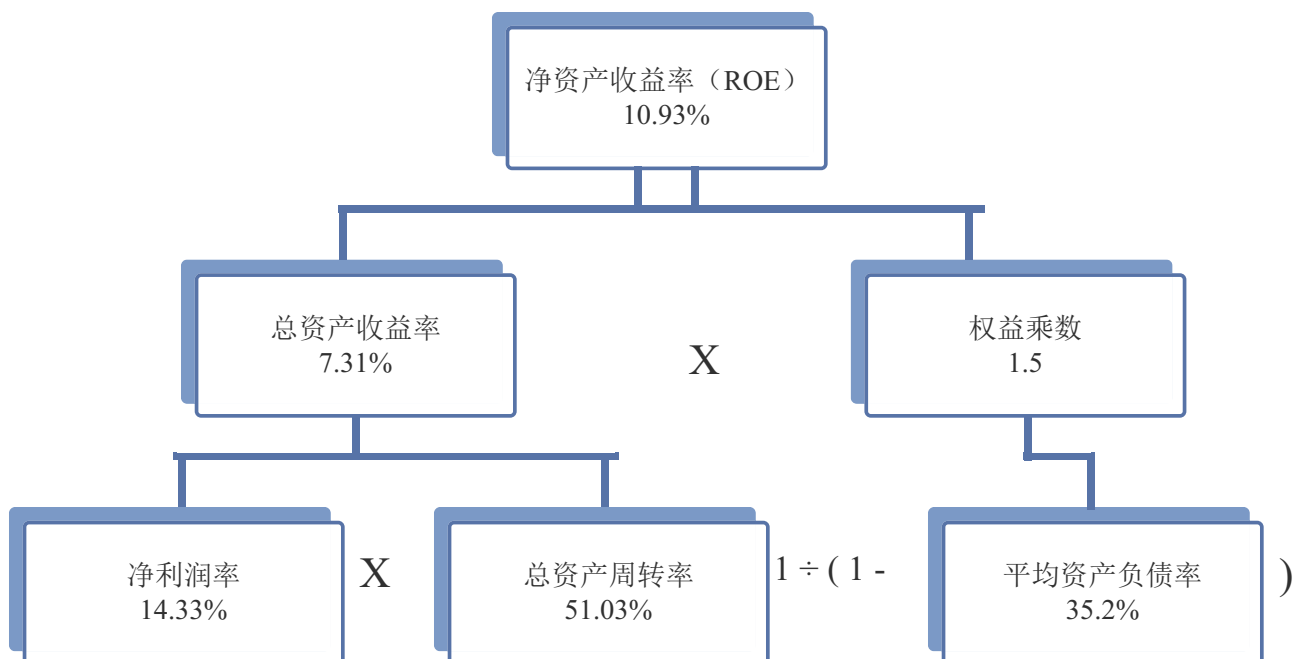 净资产收益率（ROE）
10.93%
总资产收益率
7.31%
X
权益乘数
1.5
净利润率
14.33%
X
总资产周转率
51.03%
1 ÷ ( 1 -
平均资产负债率
35.2%
)